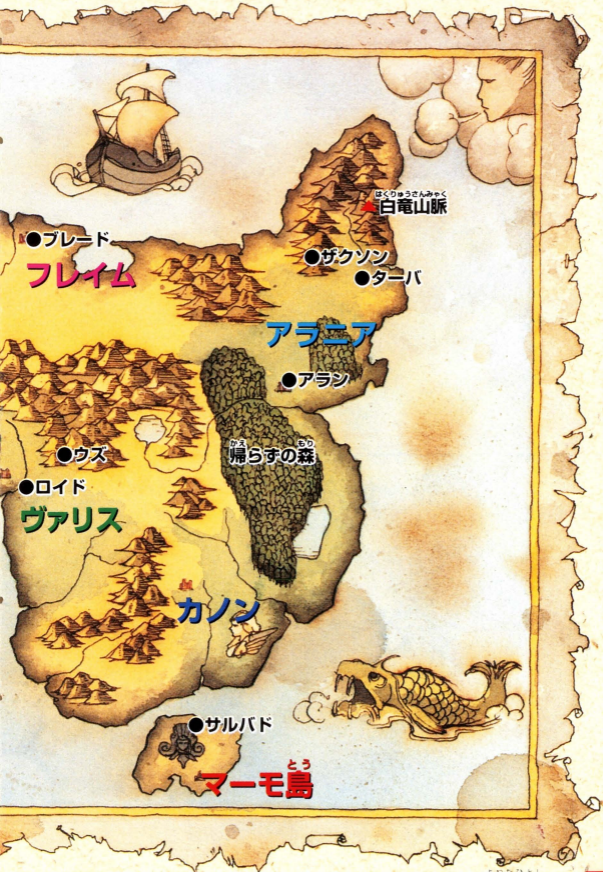 はくりゅうさんみゃく
白竜山脈
ブレード
ザクソン
フレイム
ターバ
アラニア
アラン
かえ もり
帰らずの森
ウズ
ロイド
ヴァリス
カノン
サルバド
とう
マーモ島